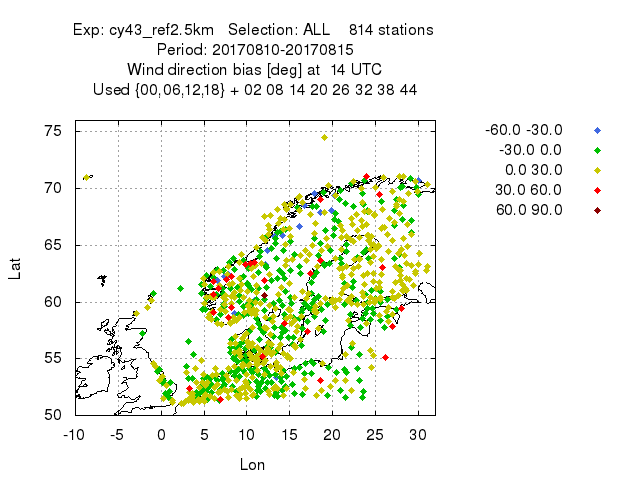 Exp: cy43_ref2.5km   Selection: ALL    814 stations
Period: 20170810-20170815
Wind direction bias [deg] at  14 UTC
Used {00,06,12,18} + 02 08 14 20 26 32 38 44
-60.0 -30.0
-30.0 0.0
0.0 30.0
30.0 60.0
60.0 90.0
75
70
65
60
55
50
Lat
-10 -5 0 5 10 15 20 25 30
Lon